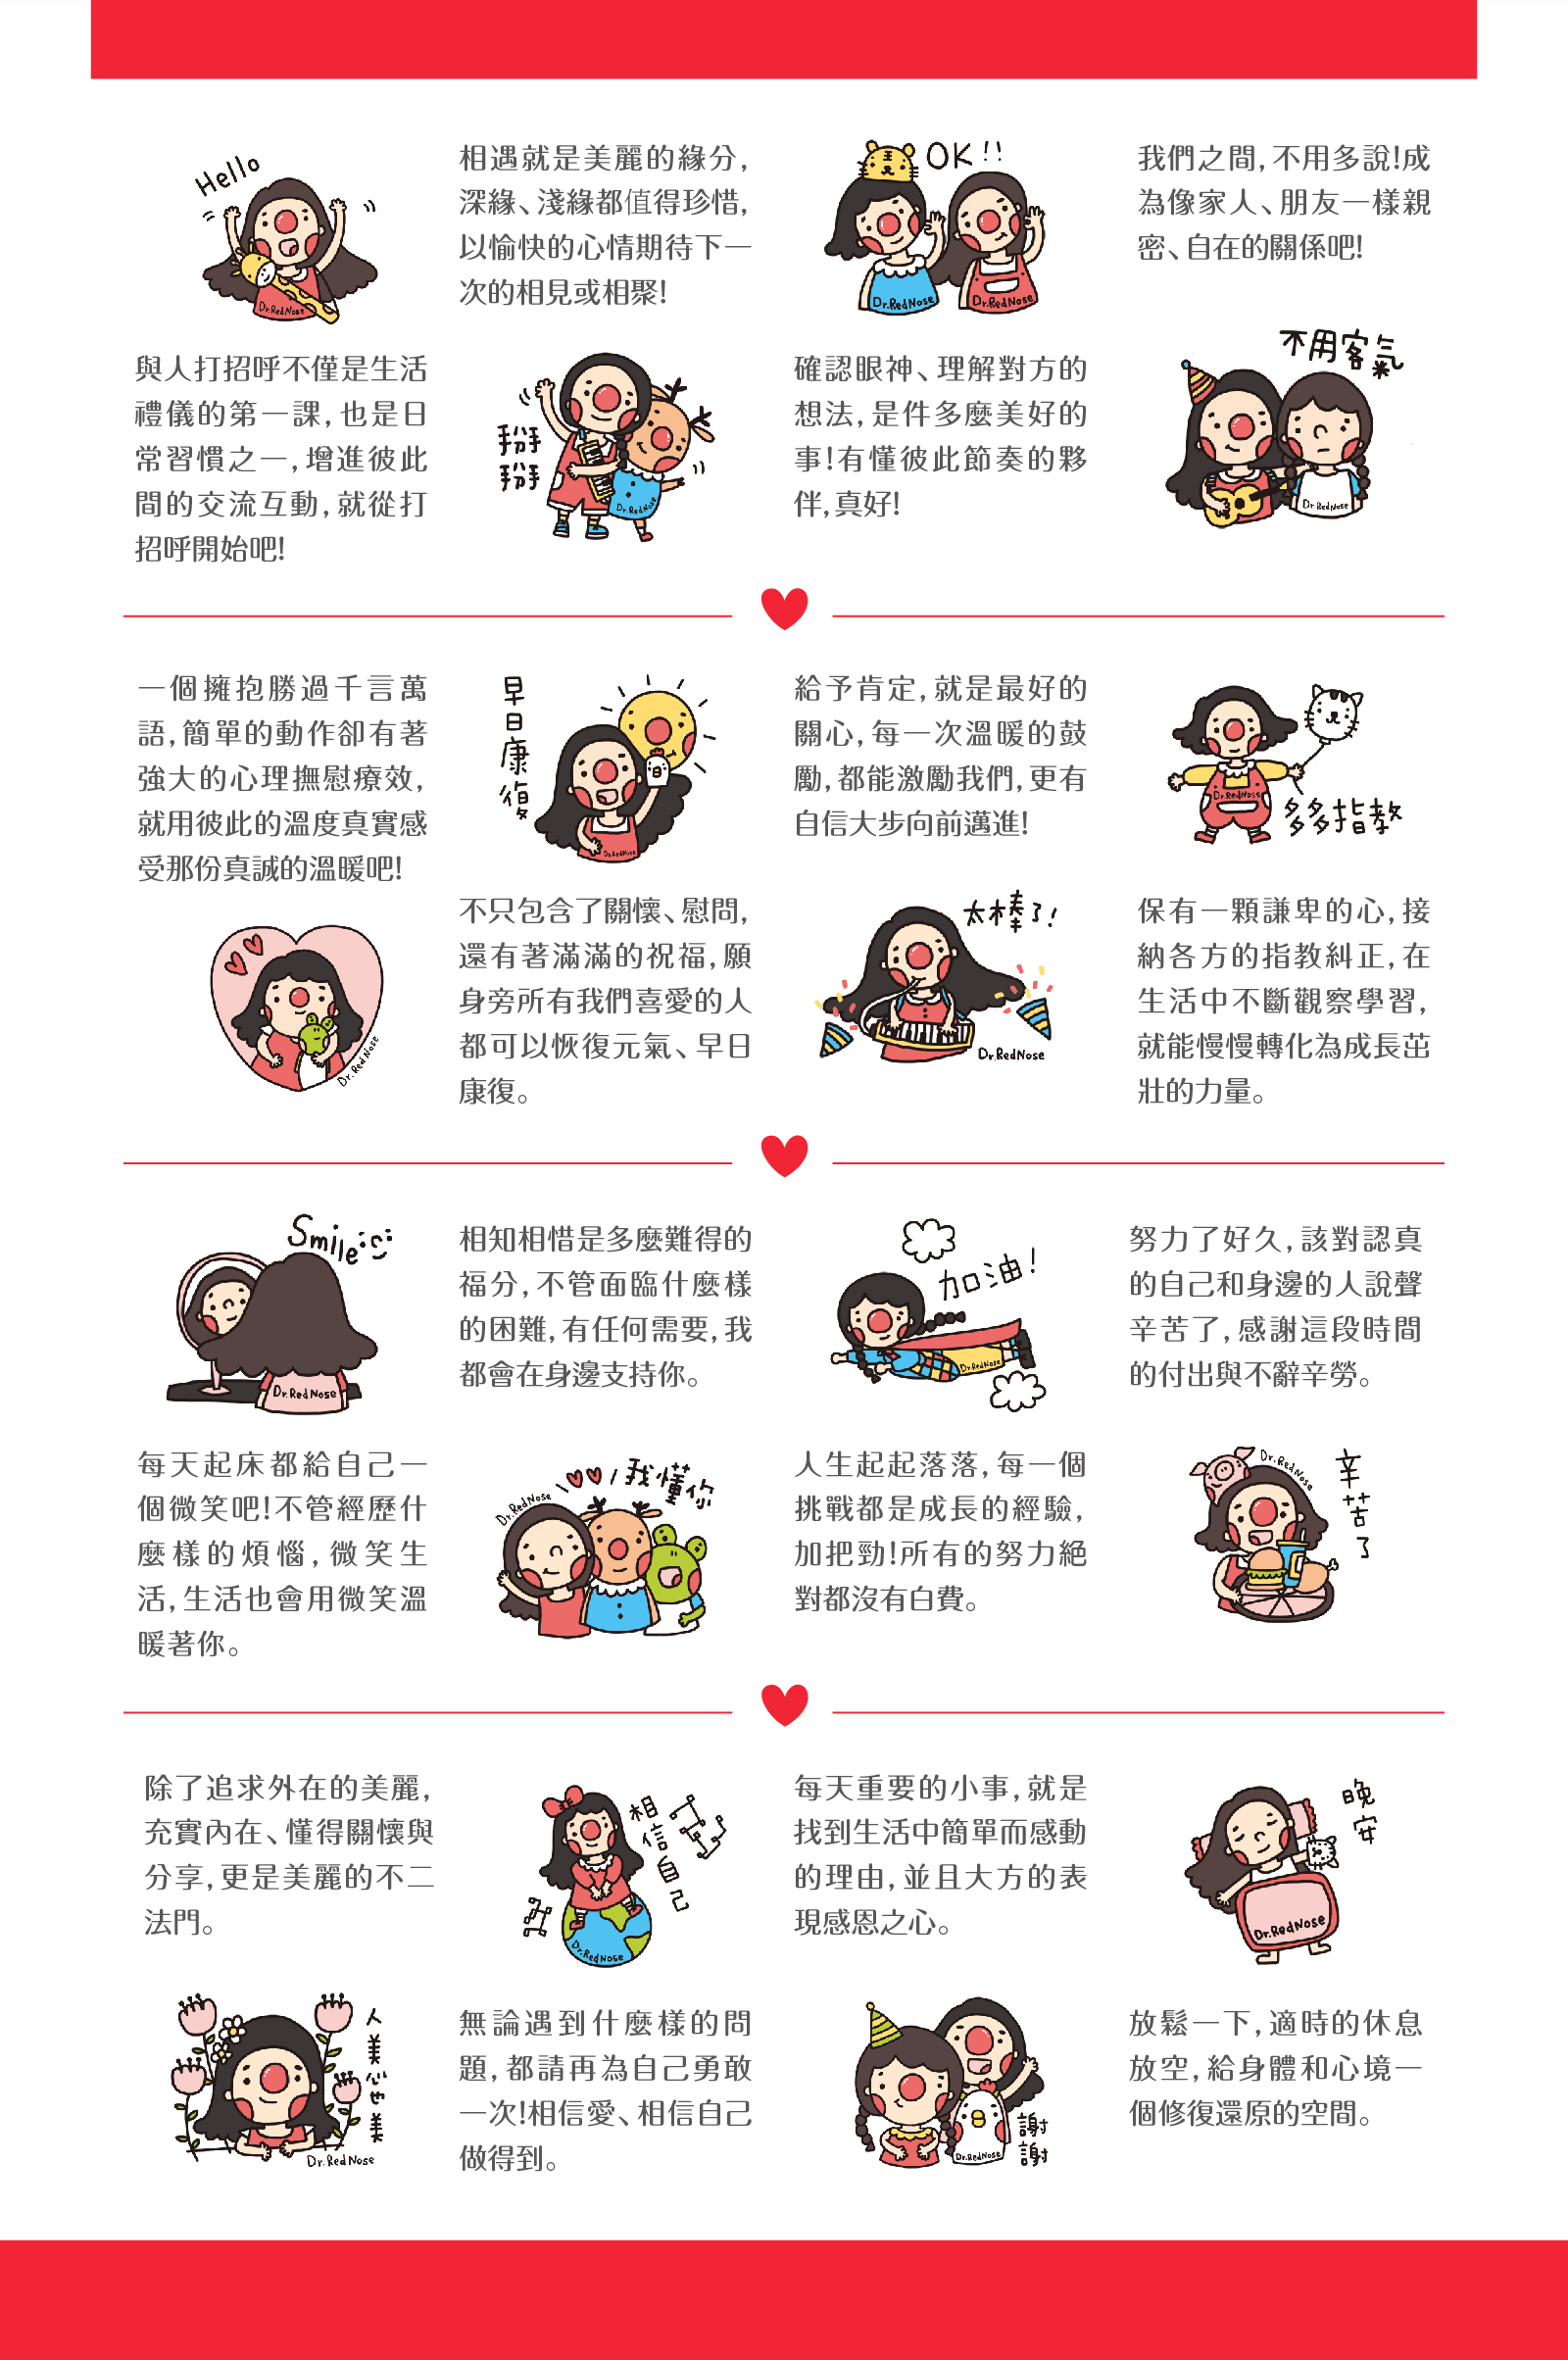 Hello
Dr.RedNose
與人打招呼不僅是生活
禮儀的第一課,也是日
常習慣之一,增進彼此
間的交流互動,就從打
招呼開始吧!
相遇就是美麗的緣分,
深緣、淺緣都值得珍惜,
以愉快的心情期待下一
次的相見或相聚!
掰掰
Dr.RedNose
OK!!
Dr.RedNose
Dr.RedNose
確認眼神、理解對方的
想法,是件多麼美好的
事!有懂彼此節奏的夥
伴,真好!
我們之間,不用多說!成
為像家人、朋友一樣親
密、自在的關係吧!
不用客氣
Dr.RedNose
一個擁抱勝過千言萬
語,簡單的動作卻有著
強大的心理撫慰療效,
就用彼此的溫度真實感
受那份真誠的溫暖吧!
Dr.RedNose
早日康復
Dr.RedNose
不只包含了關懷、慰問,
還有著滿滿的祝福,願
身旁所有我們喜愛的人
都可以恢復元氣、早日
康復。
給予肯定,就是最好的
關心,每一次溫暖的鼓
勵,都能激勵我們,更有
自信大步向前邁進!
太棒了!
Dr.RedNose
Dr.RedNose
多多指教
保有一顆謙卑的心,接
納各方的指教糾正,在
生活中不斷觀察學習,
就能慢慢轉化為成長茁
壯的力量。
Smile
Dr.RedNose
每天起床都給自己一
個微笑吧!不管經歷什
麼樣的煩惱,微笑生
活,生活也會用微笑溫
暖著你。
相知相惜是多麼難得的
福分,不管面臨什麼樣
的困難,有任何需要,我
都會在身邊支持你。
我懂你
Dr.RedNose
加油!
Dr.RedNose
人生起起落落,每一個
挑戰都是成長的經驗,
加把勁!所有的努力絕
對都沒有白費。
努力了好久,該對認真
的自己和身邊的人說聲
辛苦了,感謝這段時間
的付出與不辭辛勞。
Dr.RedNose
辛苦了
除了追求外在的美麗,
充實內在、懂得關懷與
分享,更是美麗的不二
法門。
人美心也美
Dr.RedNose
相信自己
Dr.RedNose
無論遇到什麼樣的問
題,都請再為自己勇敢
一次!相信愛、相信自己
做得到。
每天重要的小事,就是
找到生活中簡單而感動
的理由,並且大方的表
現感恩之心。
謝謝
Dr.RedNose
晚安
Dr.RedNose
放鬆一下,適時的休息
放空,給身體和心境一
個修復還原的空間。